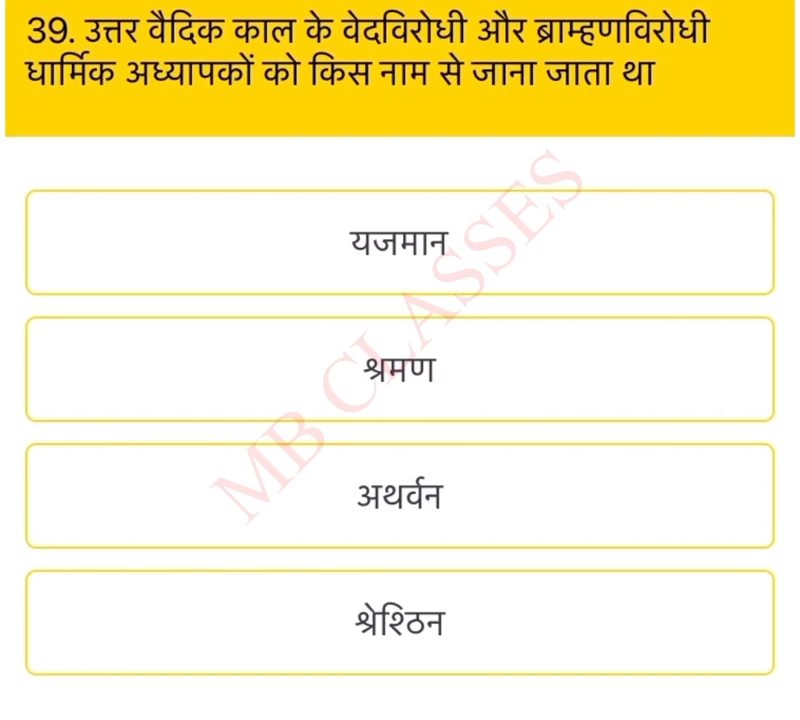 39. उत्तर वैदिक काल के वेदविरोधी और ब्राम्हणविरोधी
धार्मिक अध्यापकों को किस नाम से जाना जाता था
यजमान
श्रमण
अथर्वन
श्रेश्ठिन
MB CLASSES